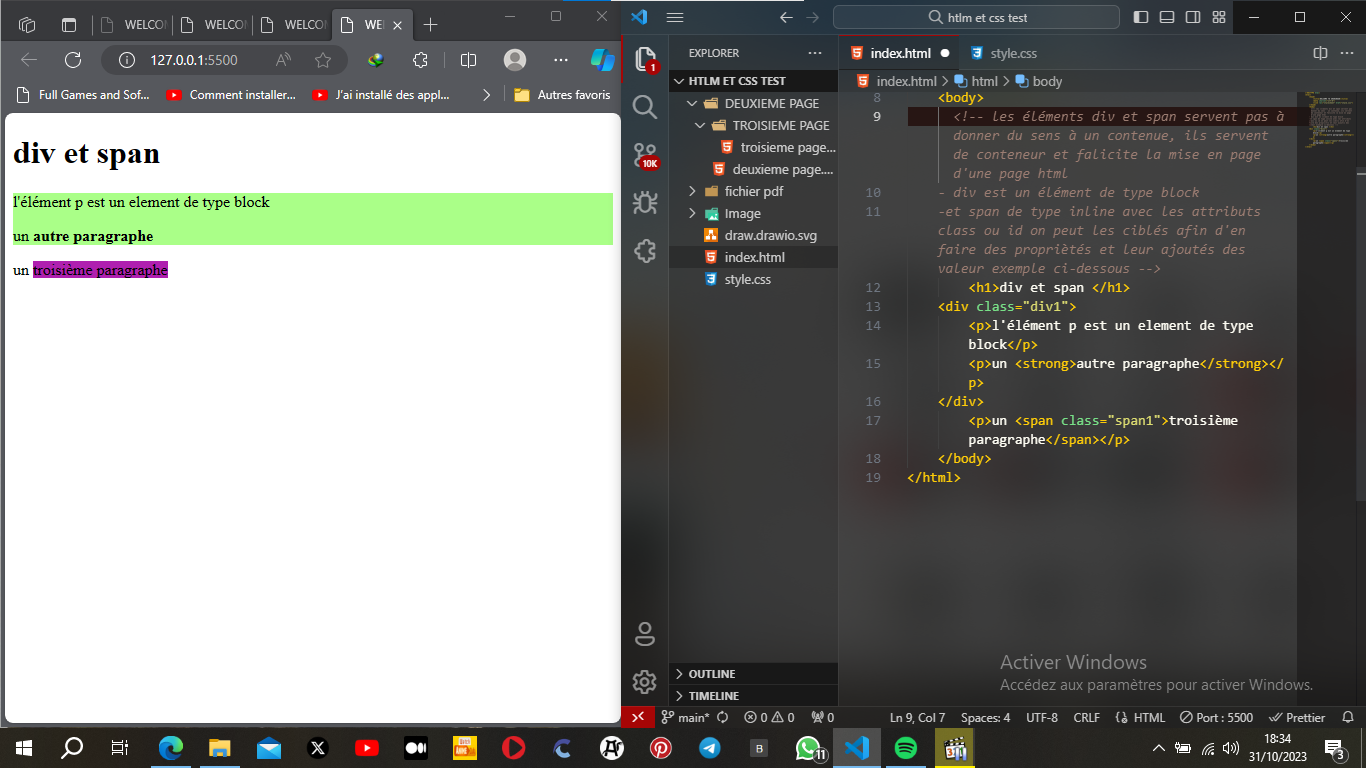 WELCOM
WELCOM
WELCOM
WEL
127.0.0.1:5500
Full Games and Sof...
Comment installer...
J'ai installé des appl...
Autres favoris
div et span
l'élément p est un element de type block
un autre paragraphe
un troisième paragraphe
htlm et css test
EXPLORER
HTLM ET CSS TEST
DEUXIEME PAGE
TROISIEME PAGE
troisieme page...
deuxieme page....
fichier pdf
Image
draw.drawio.svg
index.html
style.css
OUTLINE
TIMELINE
1
10K
index.html
style.css
index.html > html > body
8 <body>
9 <!-- les éléments div et span servent pas à
donner du sens à un contenue, ils servent
de conteneur et falicite la mise en page
d'une page html
10 - div est un élément de type block
11 -et span de type inline avec les attributs
class ou id on peut les ciblés afin d'en
faire des propriètés et leur ajoutés des
valeur exemple ci-dessous -->
12 <h1>div et span </h1>
13 <div class="div1">
14 <p>l'élément p est un element de type
block</p>
15 <p>un <strong>autre paragraphe</strong></
p>
16 </div>
17 <p>un <span class="span1">troisième
paragraphe</span></p>
18 </body>
19 </html>
Activer Windows
Accédez aux paramètres pour activer Windows.
main* 0 0 0 Ln 9, Col 7 Spaces: 4 UTF-8 CRLF HTML Port : 5500 Prettier
11
18:34
31/10/2023
3